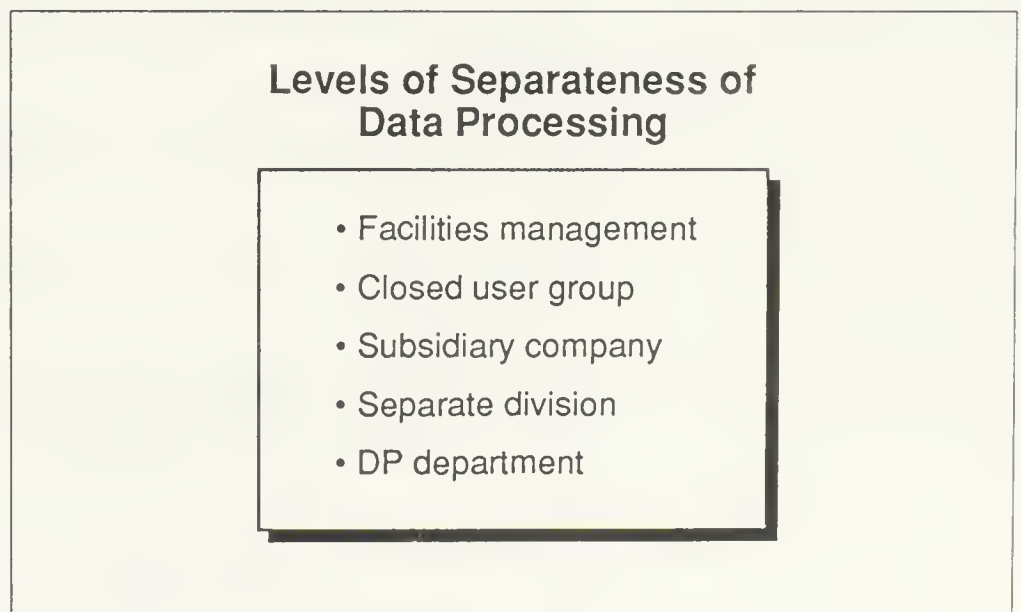 Levels of Separateness of
Data Processing
• Facilities management
• Closed user group
• Subsidiary company
• Separate division
• DP department